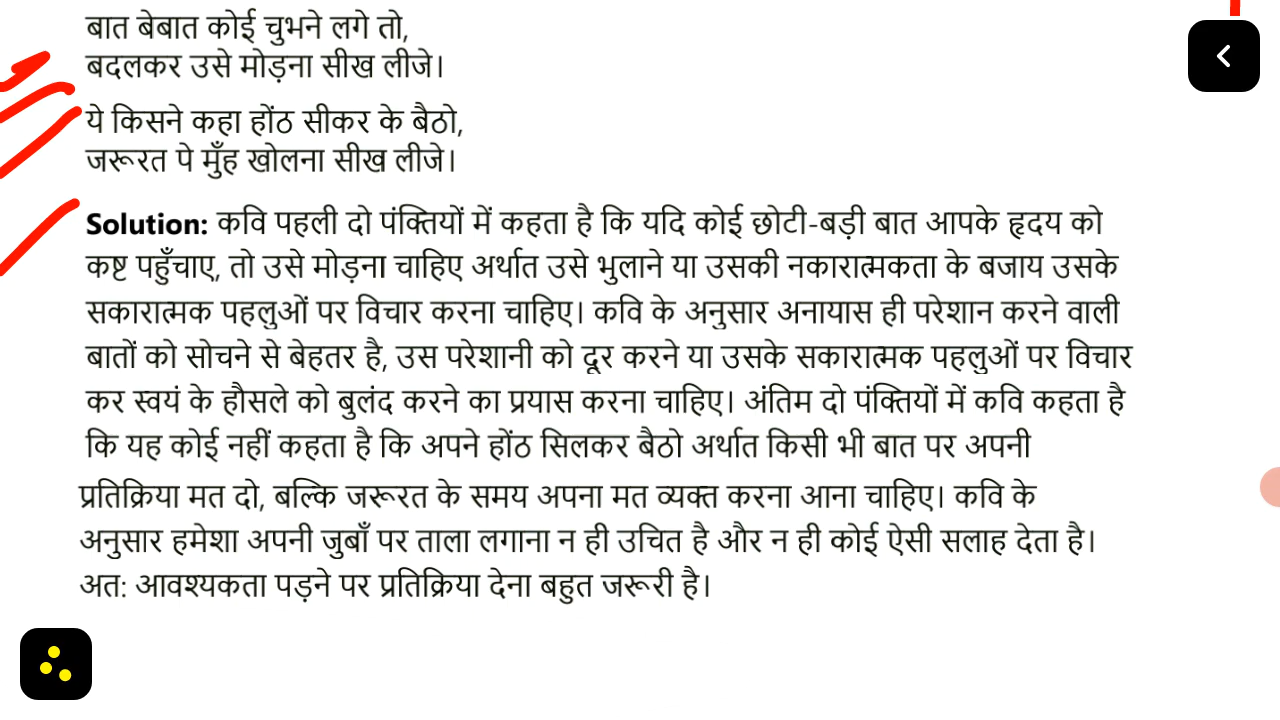 बात बेबात कोई चुभने लगे तो,
बदलकर उसे मोड़ना सीख लीजे।
ये किसने कहा होंठ सीकर के बैठो,
जरूरत पे मुँह खोलना सीख लीजे।
Solution: कवि पहली दो पंक्तियों में कहता है कि यदि कोई छोटी-बड़ी बात आपके हृदय को
कष्ट पहुँचाए, तो उसे मोड़ना चाहिए अर्थात उसे भुलाने या उसकी नकारात्मकता के बजाय उसके
सकारात्मक पहलुओं पर विचार करना चाहिए। कवि के अनुसार अनायास ही परेशान करने वाली
बातों को सोचने से बेहतर है, उस परेशानी को दूर करने या उसके सकारात्मक पहलुओं पर विचार
कर स्वयं के हौसले को बुलंद करने का प्रयास करना चाहिए। अंतिम दो पंक्तियों में कवि कहता है
कि यह कोई नहीं कहता है कि अपने होंठ सिलकर बैठो अर्थात किसी भी बात पर अपनी
प्रतिक्रिया मत दो, बल्कि जरूरत के समय अपना मत व्यक्त करना आना चाहिए। कवि के
अनुसार हमेशा अपनी जुबाँ पर ताला लगाना न ही उचित है और न ही कोई ऐसी सलाह देता है।
अत: आवश्यकता पड़ने पर प्रतिक्रिया देना बहुत जरूरी है।